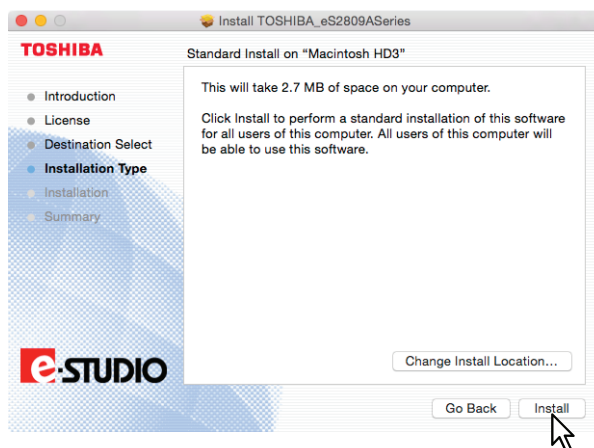 Install TOSHIBA_eS2809ASeries
TOSHIBA
Standard Install on “Macintosh HD3”
Introduction
License
Destination Select
Installation Type
Installation
Summary
This will take 2.7 MB of space on your computer.
Click Install to perform a standard installation of this software
for all users of this computer. All users of this computer will
be able to use this software.
e-STUDIO
Change Install Location...
Go Back
Install